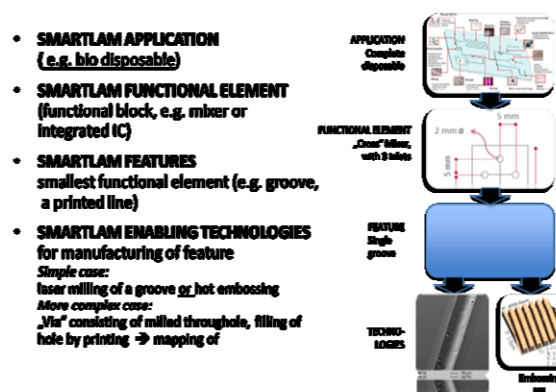 • SMARTLAM APPLICATION
( e.g. bio disposable)
• SMARTLAM FUNCTIONAL ELEMENT
(functional block, e.g. mixer or
integrated IC)
• SMARTLAM FEATURES
smallest functional element (e.g. groove,
a printed line)
• SMARTLAM ENABLING TECHNOLOGIES
for manufacturing of feature
Simple case:
laser milling of a groove or hot embossing
More complex case:
„Via“ consisting of milled throughole, filling of
hole by printing ➔ mapping of
APPLICATION
Complete
disposable
FUNCTIONAL ELEMENT
„Cross“ Mixer,
with 3 Inlets
2 mm ø
5 mm
5 mm
FEATURE
Single
groove
TECHNO-
LOGIES